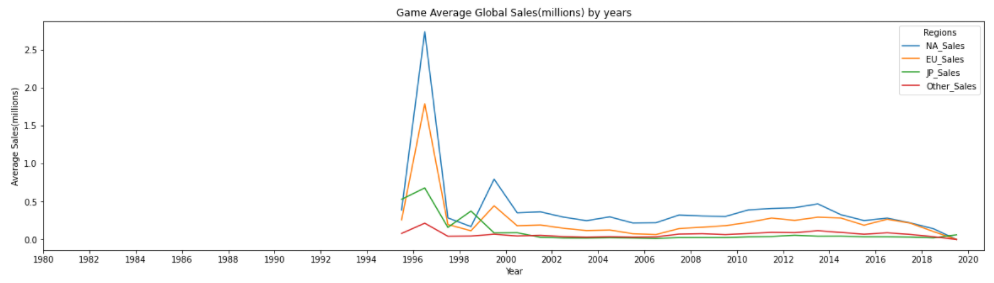 Game Average Global Sales(millions) by years
Regions
NA_Sales
EU_Sales
JP_Sales
Other_Sales
Average Sales(millions)
2.5
2.0
1.5
1.0
0.5
0.0
1980 1982 1984 1986 1988 1990 1992 1994 1996 1998 2000 2002 2004 2006 2008 2010 2012 2014 2016 2018 2020
Year